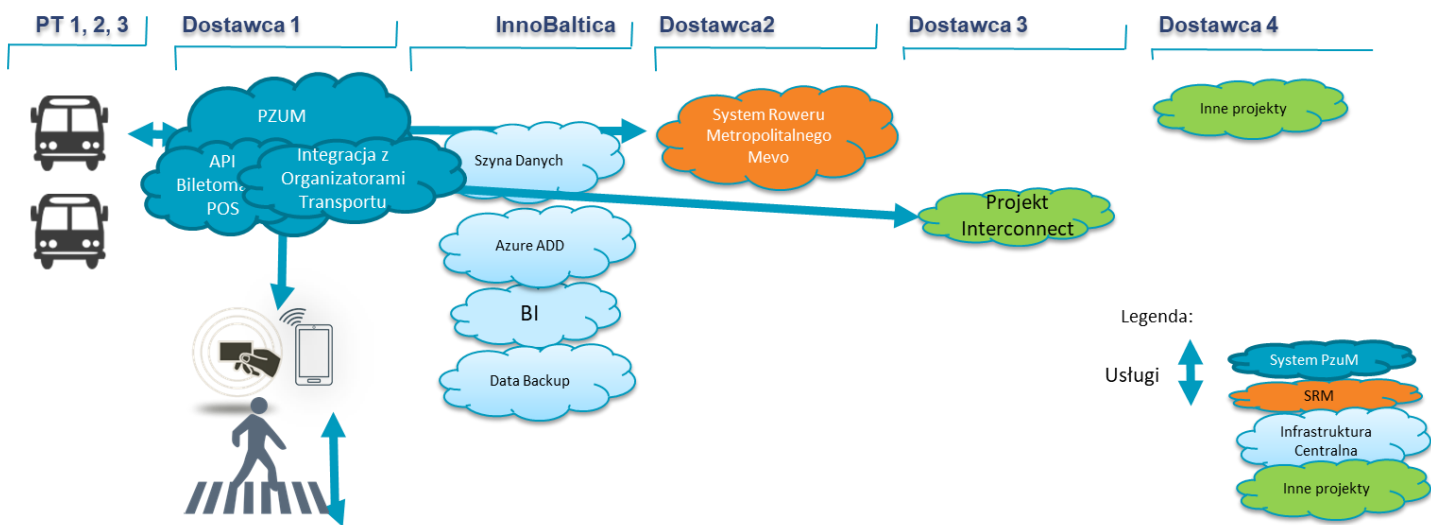 PT 1, 2, 3
Dostawca 1
InnoBaltica
Dostawca2
Dostawca 3
Dostawca 4
PZUM
API
POS
Integracja z
Organizatorami
Transportu
Szyna Danych
Azure ADD
BI
Data Backup
System Roweru
Metropolitalnego
Mevo
Projekt
Interconnect
Inne projekty
Legenda:
Usługi
System PzuM
SRM
Infrastruktura
Centralna
Inne projekty